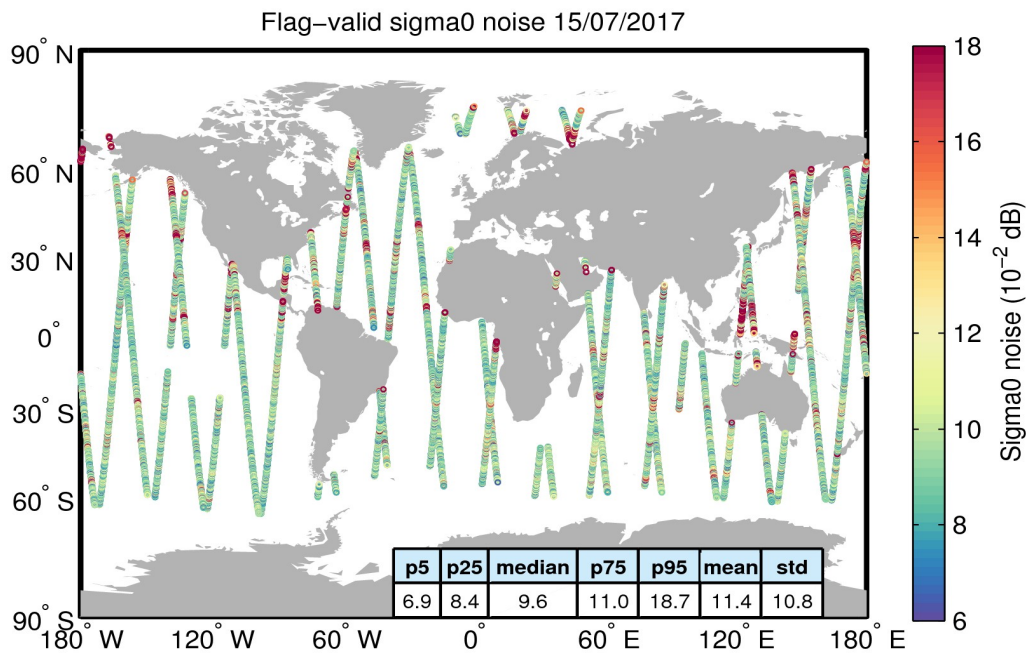 Flag−valid sigma0 noise 15/07/2017
90° N
60° N
30° N
0°
30° S
60° S
90° S
180° W 120° W 60° W 0° 60° E 120° E 180° E
p5 p25 median p75 p95 mean std
6.9 8.4 9.6 11.0 18.7 11.4 10.8
18
16
14
12
10
8
6
Sigma0 noise (10⁻² dB)